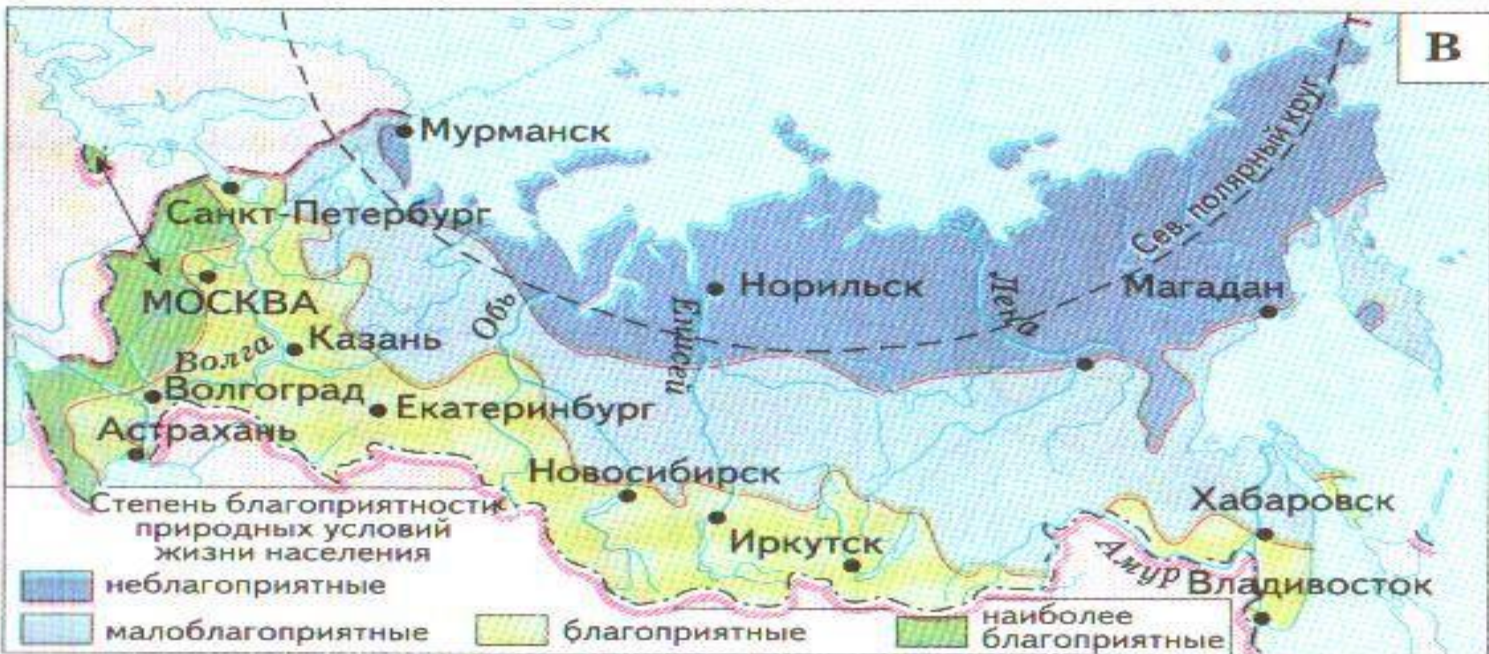 В
Мурманск
Санкт-Петербург
Сев. полярный круг
МОСКВА
Обь
Енисей
Норильск
Лена
Магадан
Волга
Казань
Волгоград
Екатеринбург
Астрахань
Новосибирск
Иркутск
Хабаровск
Амур
Владивосток
Степень благоприятности
природных условий
жизни населения
неблагоприятные
малоблагоприятные
благоприятные
наиболее
благоприятные